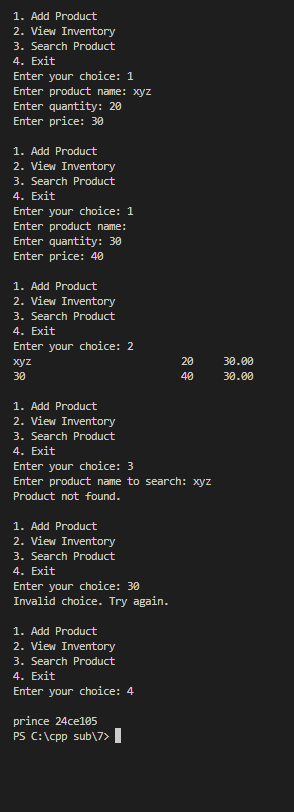 1. Add Product
2. View Inventory
3. Search Product
4. Exit
Enter your choice: 1
Enter product name: xyz
Enter quantity: 20
Enter price: 30
1. Add Product
2. View Inventory
3. Search Product
4. Exit
Enter your choice: 1
Enter product name:
Enter quantity: 30
Enter price: 40
1. Add Product
2. View Inventory
3. Search Product
4. Exit
Enter your choice: 2
xyz 20 30.00
30 40 30.00
1. Add Product
2. View Inventory
3. Search Product
4. Exit
Enter your choice: 3
Enter product name to search: xyz
Product not found.
1. Add Product
2. View Inventory
3. Search Product
4. Exit
Enter your choice: 30
Invalid choice. Try again.
1. Add Product
2. View Inventory
3. Search Product
4. Exit
Enter your choice: 4
prince 24ce105
PS C:\cpp sub\7>